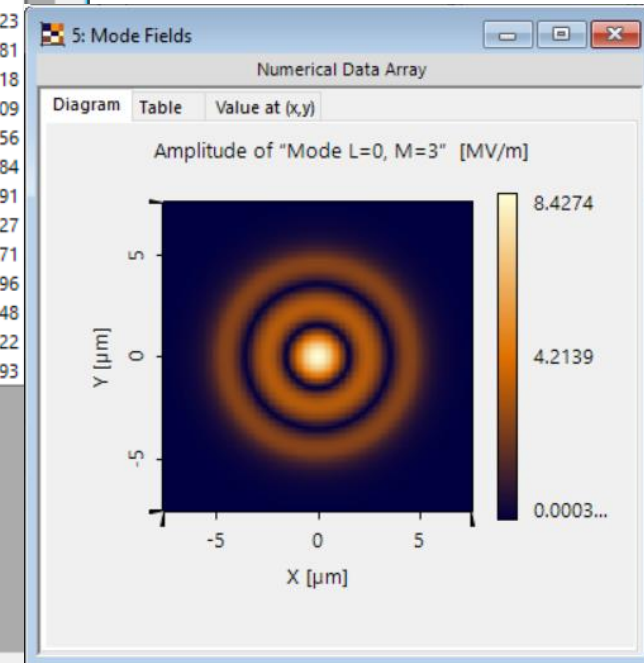 23
81
18
09
56
84
91
27
71
96
48
22
93
5: Mode Fields
Numerical Data Array
Diagram Table Value at (x,y)
Amplitude of "Mode L=0, M=3" [MV/m]
8.4274
4.2139
0.0003...
5
0
-5
Y [µm]
-5 0 5
X [µm]